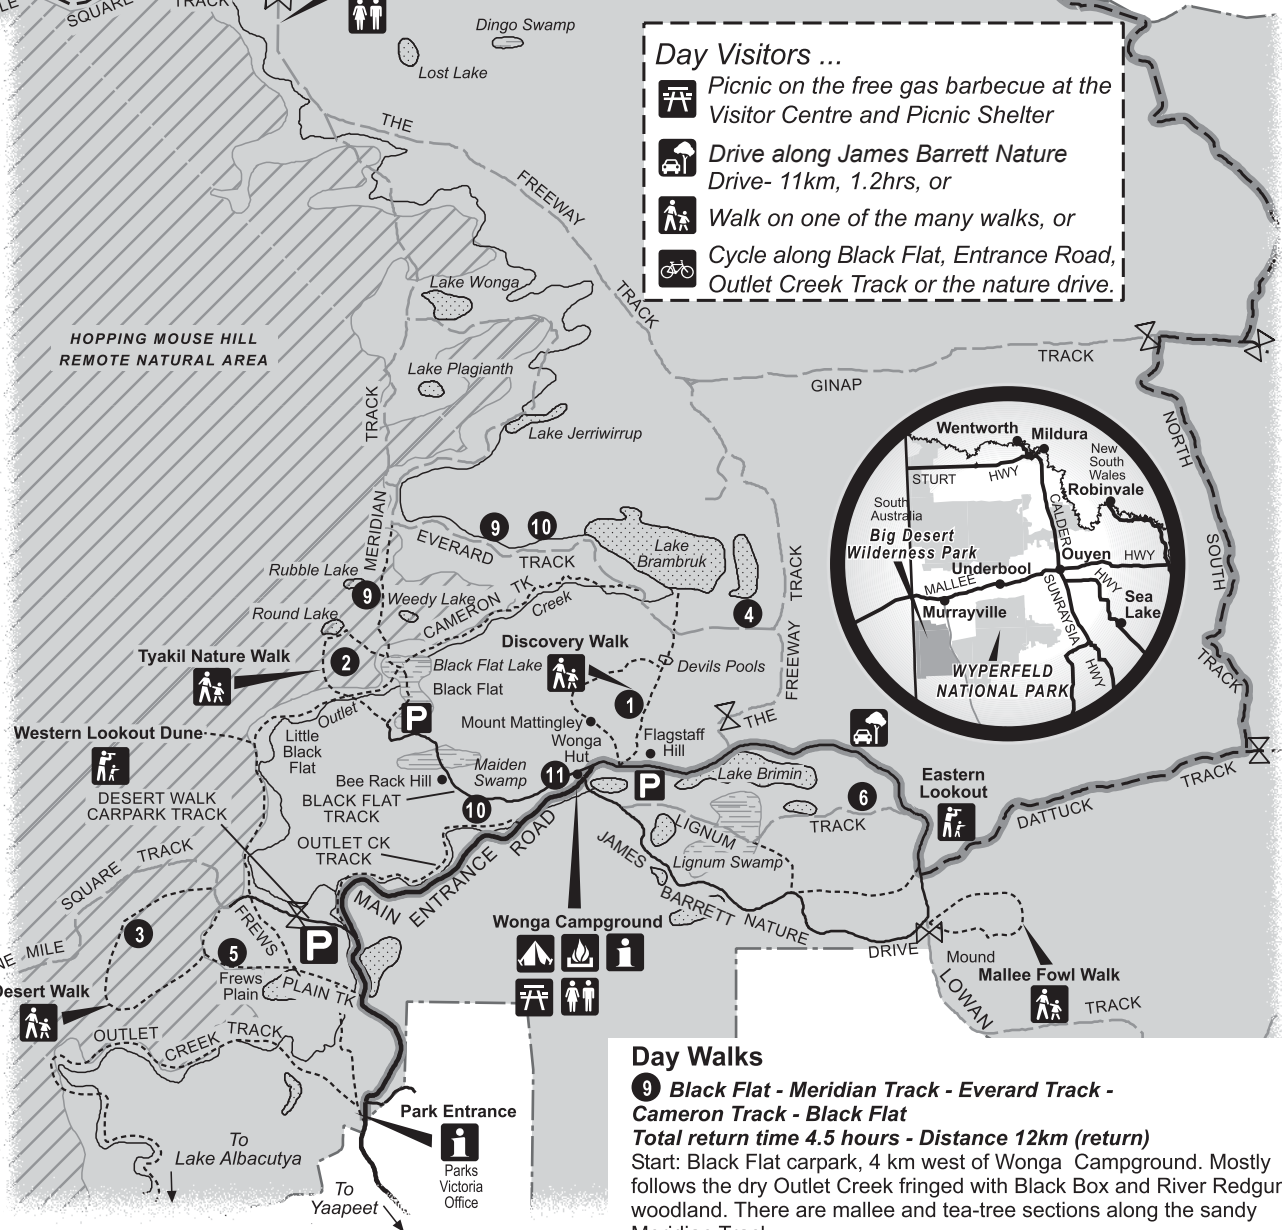 SQUARE
TRACK
Dingo Swamp
Lost Lake
THE
FREEWAY
TRACK
Day Visitors ...
Picnic on the free gas barbecue at the
Visitor Centre and Picnic Shelter
Drive along James Barrett Nature
Drive- 11km, 1.2hrs, or
Walk on one of the many walks, or
Cycle along Black Flat, Entrance Road,
Outlet Creek Track or the nature drive.
Lake Wonga
HOPPING MOUSE HILL
REMOTE NATURAL AREA
Lake Plagianth
Lake Jerriwirrup
MERIDIAN
TRACK
GINAP
TRACK
NORTH
SOUTH
TRACK
Wentworth
Mildura
New
South
Wales
STURT
HWY
Robinvale
South
Australia
CALDER
Big Desert
Wilderness Park
Ouyen
HWY
Underbool
MALLEE
HWY
Murrayville
SUNRAYSIA
Sea
Lake
HWY
WYPERFELD
NATIONAL PARK
9
10
EVERARD
TRACK
Lake
Brambruk
Rubble Lake
9
Weedy Lake
CAMERON TK
Creek
Round Lake
4
TRACK
FREEWAY
THE
Tyakil Nature Walk
2
Discovery Walk
1
Black Flat Lake
Black Flat
Devils Pools
Outlet
P
Mount Mattingley
Wonga
Hut
Flagstaff
Hill
Western Lookout Dune
Little
Black
Flat
Maiden
Swamp
11
Bee Rack Hill
P
Lake Brimin
DESERT WALK
CARPARK TRACK
BLACK FLAT
TRACK
10
6
Eastern
Lookout
DATTUCK
TRACK
OUTLET CK
TRACK
LIGNUM
TRACK
Lignum Swamp
SQUARE
TRACK
MAIN
ENTRANCE
ROAD
JAMES
BARRETT
NATURE
DRIVE
MILE
3
5
FREWS
PLAIN TK
P
Frews
Plain
Wonga Campground
Mound
Mallee Fowl Walk
LOWAN
TRACK
Desert Walk
OUTLET
CREEK
TRACK
Park Entrance
Parks
Victoria
Office
To
Lake Albacutya
To
Yaapeet
Day Walks
9 Black Flat - Meridian Track - Everard Track -
Cameron Track - Black Flat
Total return time 4.5 hours - Distance 12km (return)
Start: Black Flat carpark, 4 km west of Wonga Campground. Mostly
follows the dry Outlet Creek fringed with Black Box and River Redgum
woodland. There are mallee and tea-tree sections along the sandy
Meridian Track